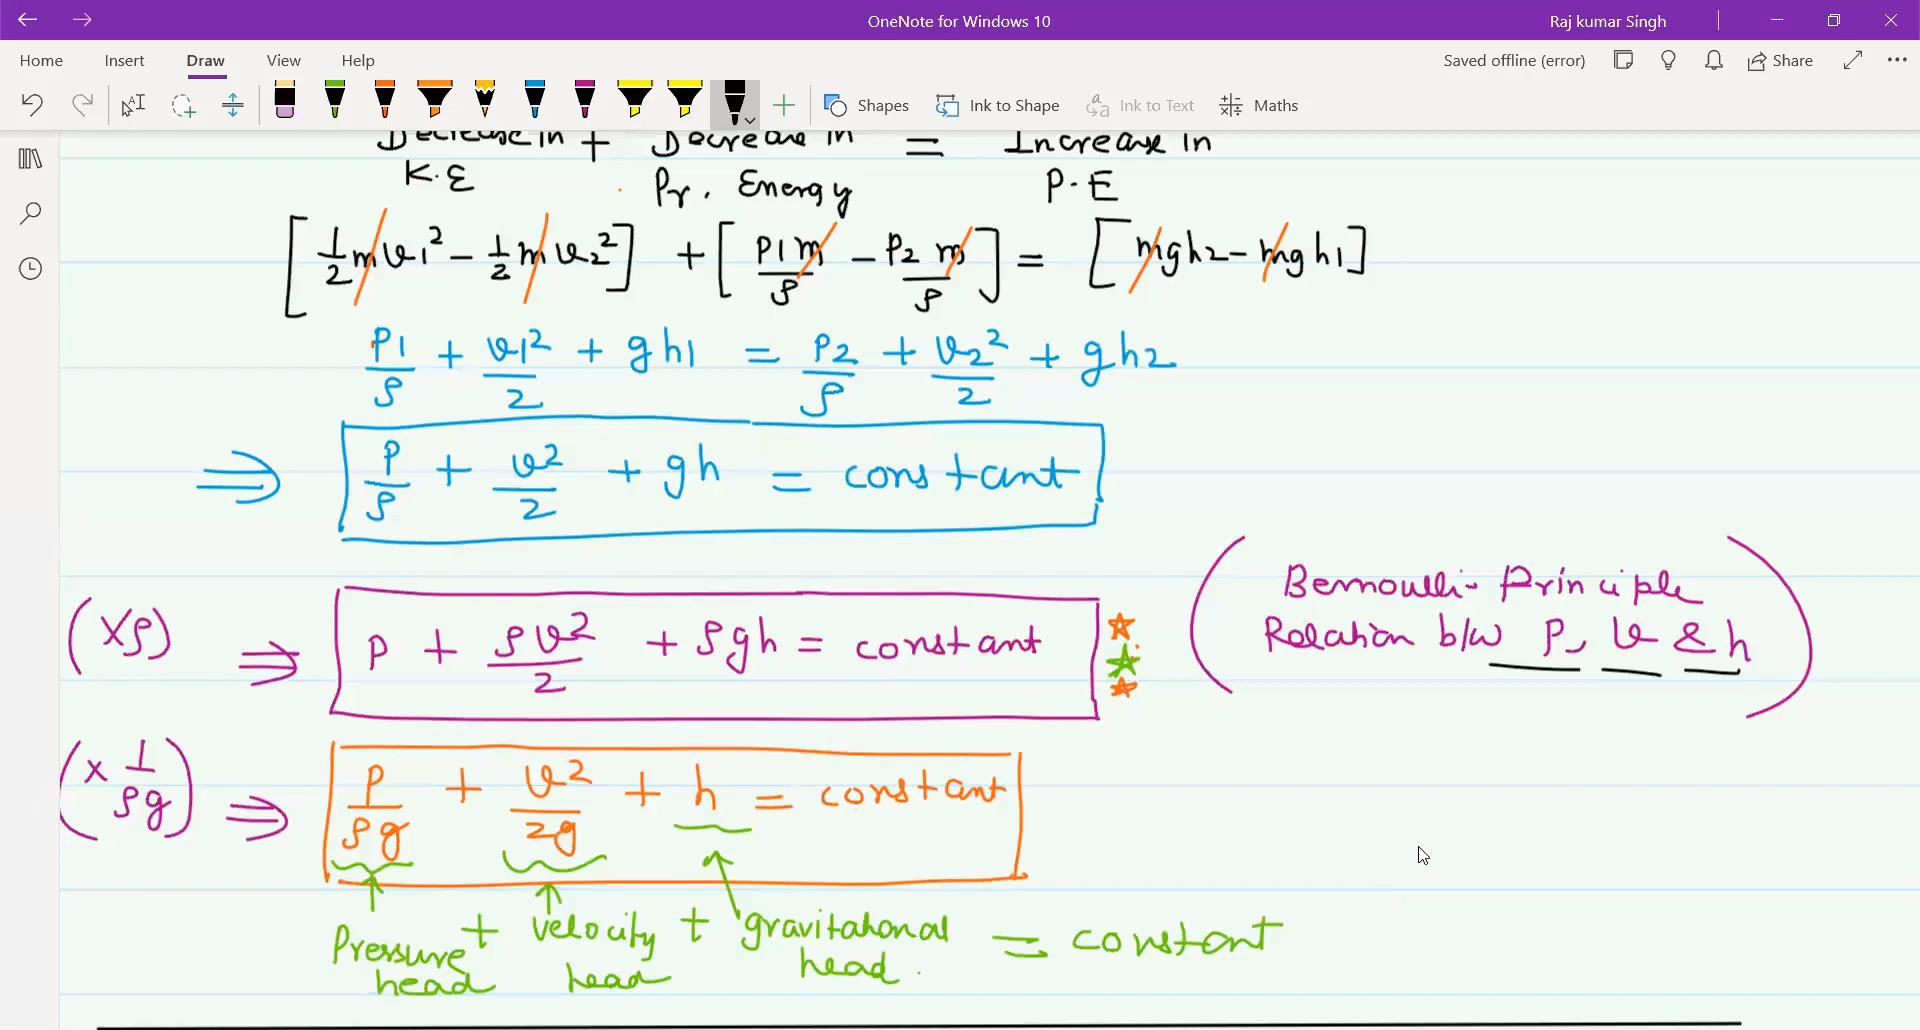 OneNote for Windows 10
Raj kumar Singh
Home Insert Draw View Help
Saved offline (error)
Share
Shapes
Ink to Shape
Ink to Text
Maths
Decrease in + Decrease in = Increase in
K.E Pr. Energy P.E
[1/2 mv1² - 1/2 mv2²] + [P1m/ρ - P2m/ρ] = [mgh2 - mgh1]
P1/ρ + v1²/2 + gh1 = P2/ρ + v2²/2 + gh2
⇒ P/ρ + v²/2 + gh = constant
(Xρ) ⇒ P + ρv²/2 + ρgh = constant
(Bernoulli's Principle
Relation b/w P, v & h)
(x 1/ρg) ⇒ P/ρg + v²/2g + h = constant
Pressure head + velocity head + gravitational head = constant